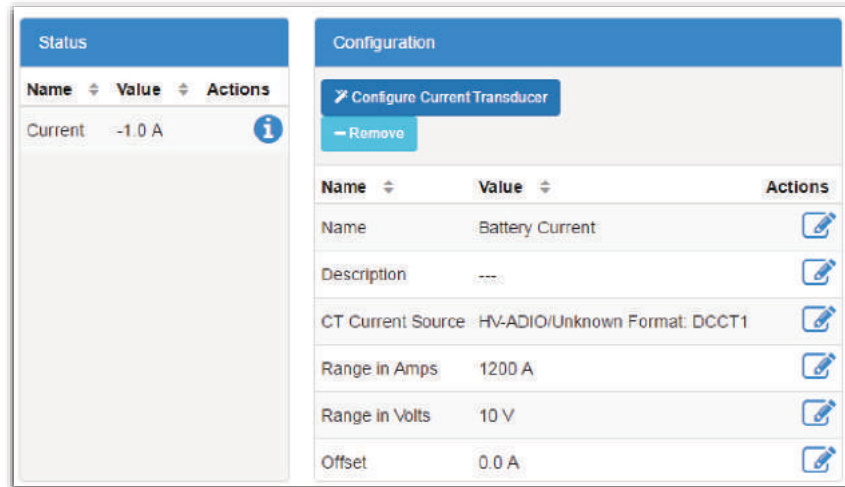 Status
Name Value Actions
Current -1.0 A
Configuration
Configure Current Transducer
Remove
Name Value Actions
Name Battery Current
Description ---
CT Current Source HV-ADIO/Unknown Format: DCCT1
Range in Amps 1200 A
Range in Volts 10 V
Offset 0.0 A